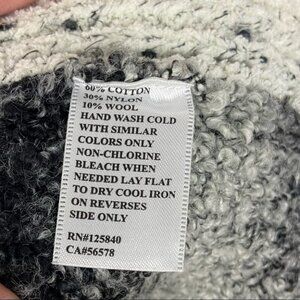 60% COTTON
30% NYLON
10% WOOL
HAND WASH COLD
WITH SIMILAR
COLORS ONLY
NON-CHLORINE
BLEACH WHEN
NEEDED LAY FLAT
TO DRY COOL IRON
ON REVERSES
SIDE ONLY
RN#125840
CA#56578